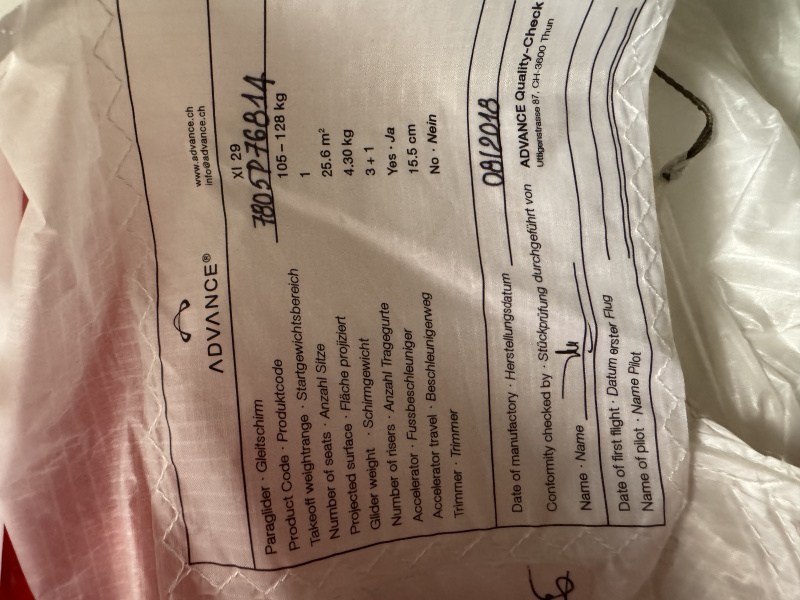 ADVANCE®
www.advance.ch
info@advance.ch
Paraglider · Gleitschirm XI 29
Product Code · Produktcode 7805P76814
Takeoff weightrange · Startgewichtsbereich 105–128 kg
Number of seats · Anzahl Sitze 1
Projected surface · Fläche projiziert 25.6 m²
Glider weight · Schirmgewicht 4.30 kg
Number of risers · Anzahl Tragegurte 3 + 1
Accelerator · Fussbeschleuniger Yes · Ja
Accelerator travel · Beschleunigerweg 15.5 cm
Trimmer · Trimmer No · Nein
Date of manufactory · Herstellungsdatum 08/2018
Conformity checked by · Stückprüfung durchgeführt von ADVANCE Quality-Check
Uttigenstrasse 87, CH-3600 Thun
Name · Name
Date of first flight · Datum erster Flug
Name of pilot · Name Pilot